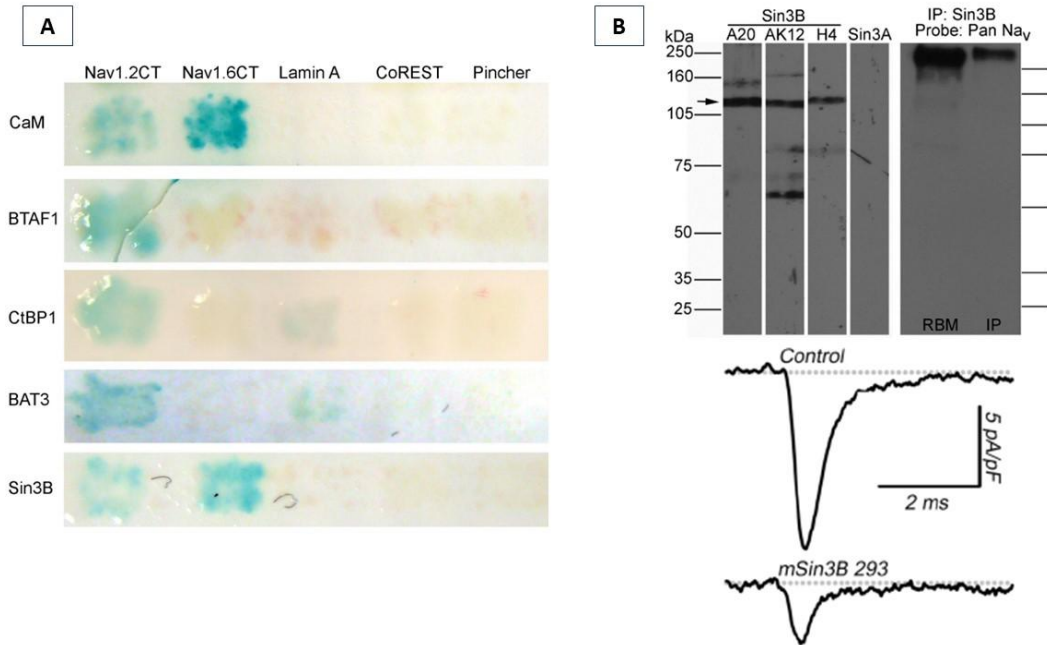 A
Nav1.2CT Nav1.6CT Lamin A CoREST Pincher
CaM
BTAF1
CtBP1
BAT3
Sin3B
B
Sin3B
kDa A20 AK12 H4 Sin3A
250
160
105
75
50
35
25
IP: Sin3B
Probe: Pan Nav
RBM IP
Control
5 pA/pF
2 ms
mSin3B 293